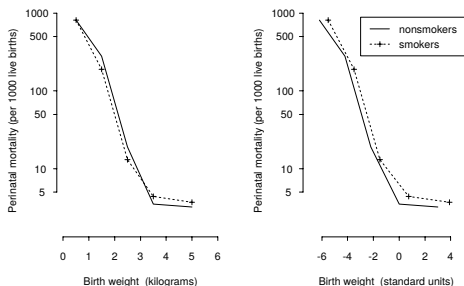 Perinatal mortality (per 1000 live births)
1000
500
100
50
10
5
0 1 2 3 4 5 6
Birth weight (kilograms)
Perinatal mortality (per 1000 live births)
1000
500
100
50
10
5
nonsmokers
smokers
-6 -4 -2 0 2 4
Birth weight (standard units)